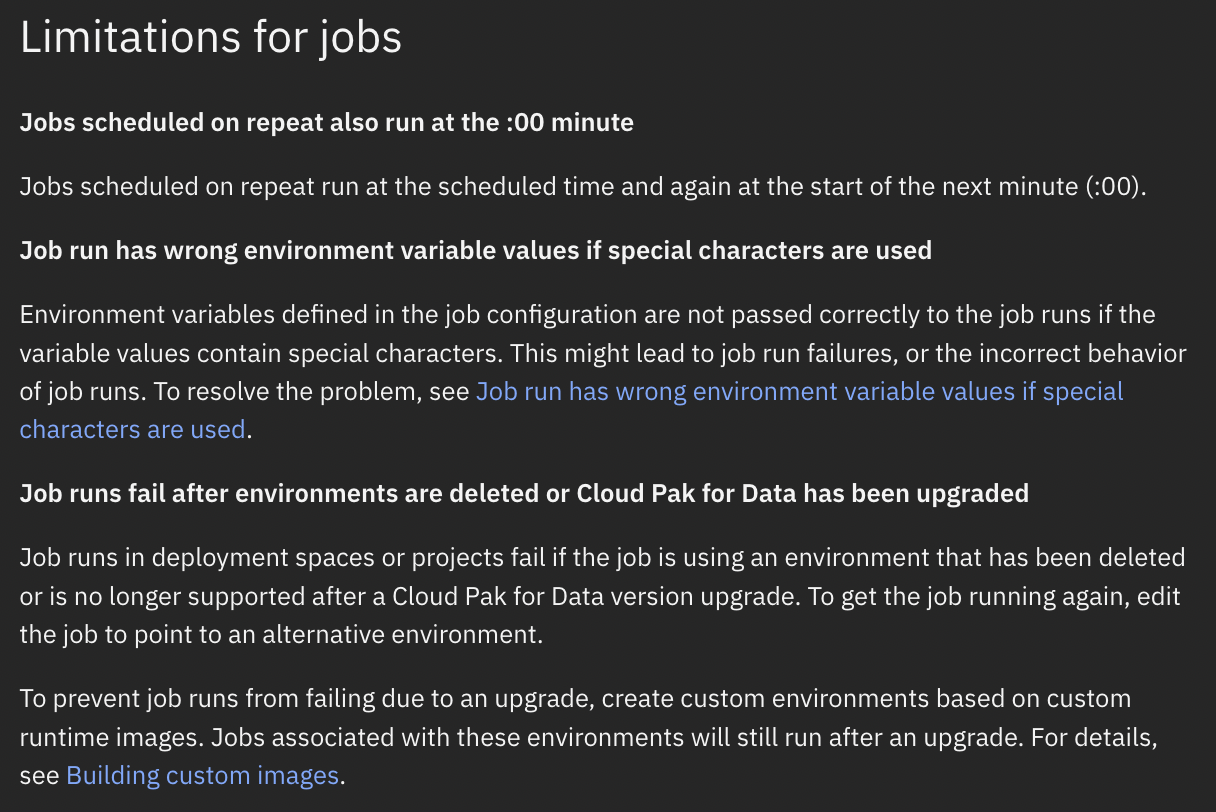 Limitations for jobs
Jobs scheduled on repeat also run at the :00 minute
Jobs scheduled on repeat run at the scheduled time and again at the start of the next minute (:00).
Job run has wrong environment variable values if special characters are used
Environment variables defined in the job configuration are not passed correctly to the job runs if the
variable values contain special characters. This might lead to job run failures, or the incorrect behavior
of job runs. To resolve the problem, see Job run has wrong environment variable values if special
characters are used.
Job runs fail after environments are deleted or Cloud Pak for Data has been upgraded
Job runs in deployment spaces or projects fail if the job is using an environment that has been deleted
or is no longer supported after a Cloud Pak for Data version upgrade. To get the job running again, edit
the job to point to an alternative environment.
To prevent job runs from failing due to an upgrade, create custom environments based on custom
runtime images. Jobs associated with these environments will still run after an upgrade. For details,
see Building custom images.